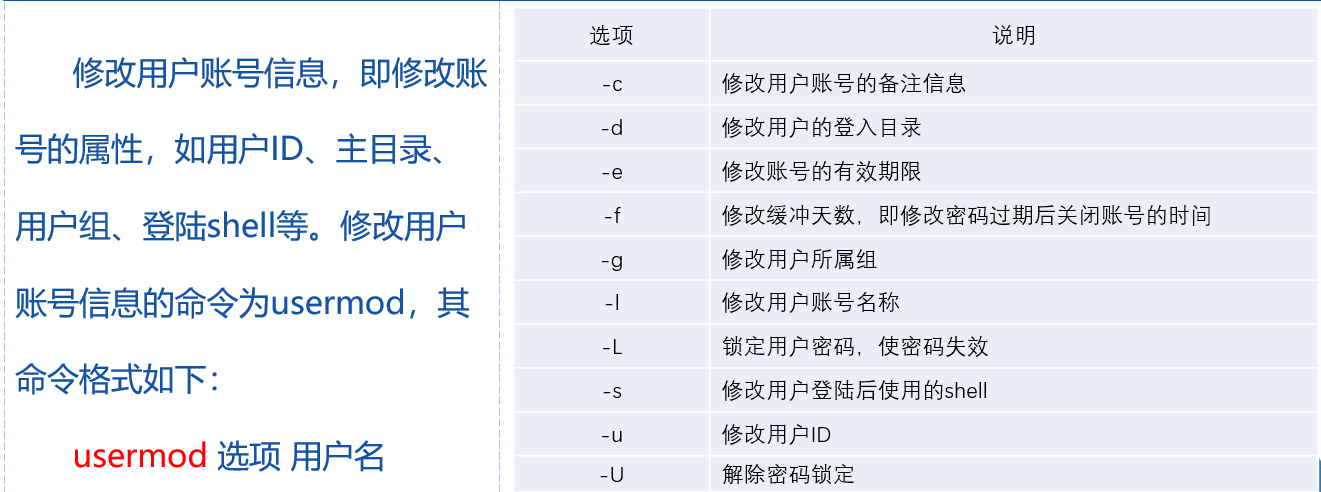 修改用户账号信息，即修改账
号的属性，如用户ID、主目录、
用户组、登陆shell等。修改用户
账号信息的命令为usermod，其
命令格式如下：
usermod 选项 用户名
选项 说明
-c 修改用户账号的备注信息
-d 修改用户的登入目录
-e 修改账号的有效期限
-f 修改缓冲天数，即修改密码过期后关闭账号的时间
-g 修改用户所属组
-l 修改用户账号名称
-L 锁定用户密码，使密码失效
-s 修改用户登陆后使用的shell
-u 修改用户ID
-U 解除密码锁定